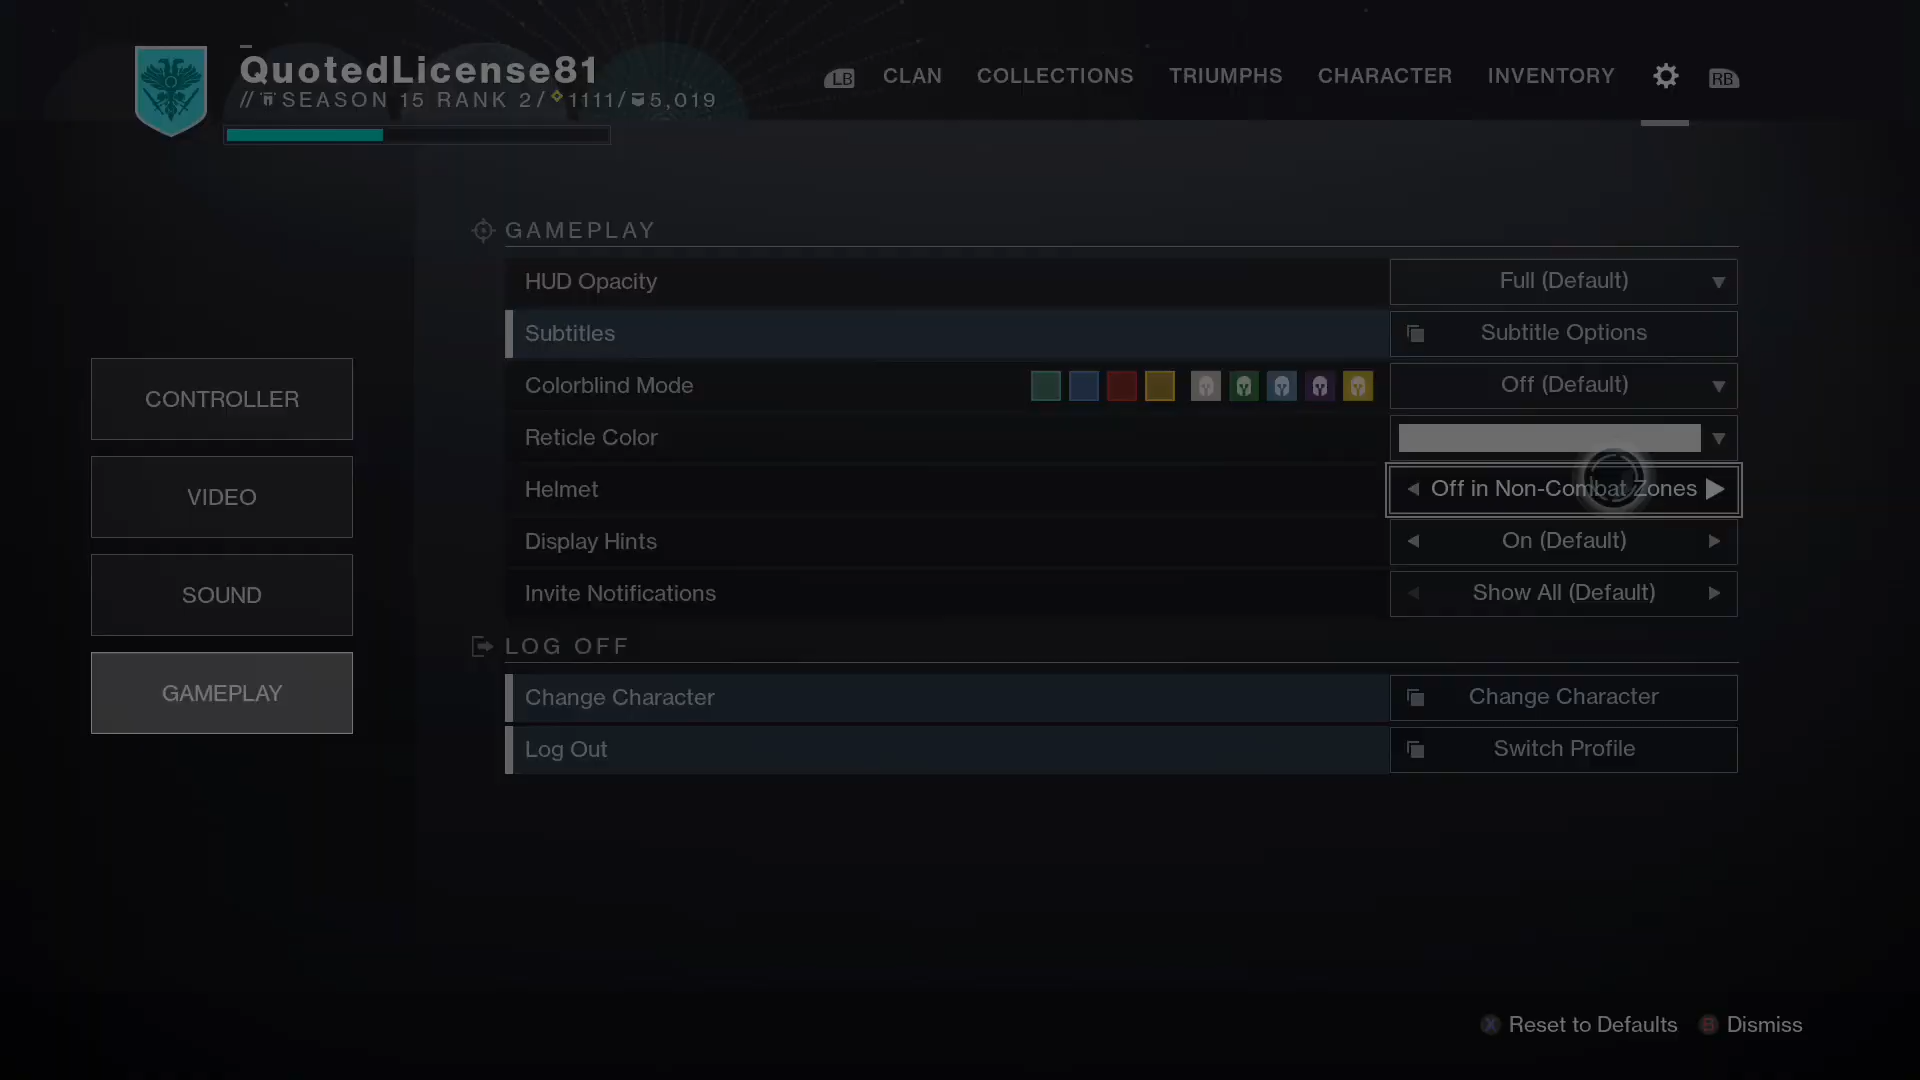 QuotedLicense81
// SEASON 15 RANK 2/ 1111/ 5,019
LB CLAN COLLECTIONS TRIUMPHS CHARACTER INVENTORY RB
GAMEPLAY
HUD Opacity Full (Default)
Subtitles Subtitle Options
Colorblind Mode Off (Default)
Reticle Color
Helmet Off in Non-Combat Zones
Display Hints On (Default)
Invite Notifications Show All (Default)
LOG OFF
Change Character Change Character
Log Out Switch Profile
CONTROLLER
VIDEO
SOUND
GAMEPLAY
X Reset to Defaults B Dismiss